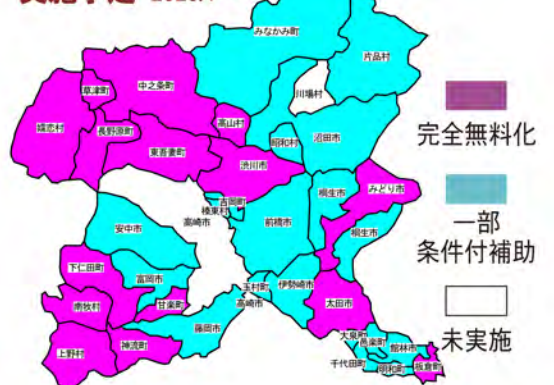 みなかみ町
片品村
中之条町
草津町
川場村
嬬恋村
長野原町
高山村
昭和村
沼田市
東吾妻町
渋川市
完全無料化
桐生市
みどり市
吉岡町
榛東村
安中市
高崎市
前橋市
桐生市
一部
条件付補助
下仁田町
富岡市
玉村町
伊勢崎市
高崎市
南牧村
甘楽町
太田市
藤岡市
未実施
大泉町
邑楽町
館林市
上野村
神流町
千代田町
明和町
板倉町